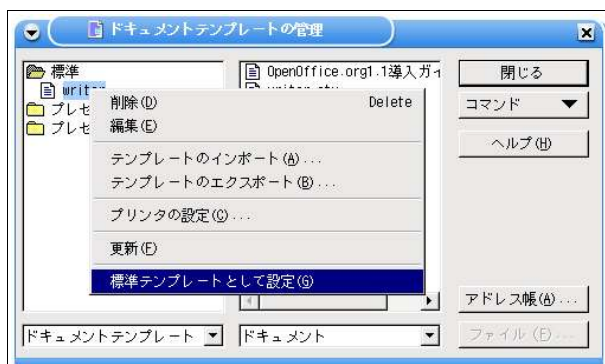 ドキュメントテンプレートの管理
標準
writer
プレセ
プレセ
OpenOffice.org1.1導入ガイ
writer.stw
閉じる
コマンド
ヘルプ(H)
削除(D) Delete
編集(E)
テンプレートのインポート(A)...
テンプレートのエクスポート(B)...
プリンタの設定(C)...
更新(F)
標準テンプレートとして設定(G)
アドレス帳(A)...
ドキュメントテンプレート
ドキュメント
ファイル(F)...